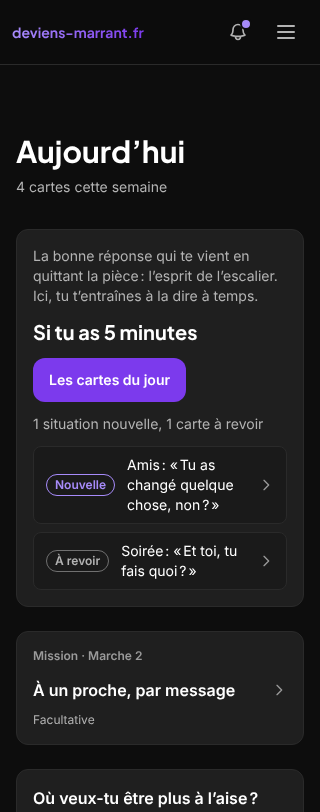 deviens-marrant.fr
Aujourd’hui
4 cartes cette semaine
La bonne réponse qui te vient en
quittant la pièce : l’esprit de l’escalier.
Ici, tu t’entraînes à la dire à temps.
Si tu as 5 minutes
Les cartes du jour
1 situation nouvelle, 1 carte à revoir
Nouvelle
Amis : « Tu as
changé quelque
chose, non ? »
À revoir
Soirée : « Et toi, tu
fais quoi ? »
Mission · Marche 2
À un proche, par message
Facultative
Où veux-tu être plus à l’aise ?